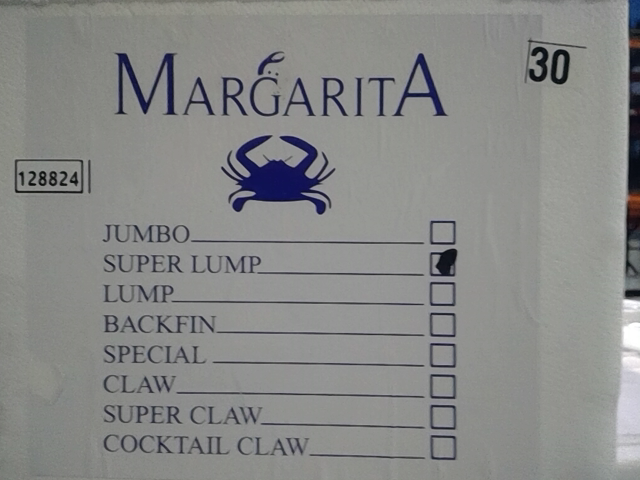 MARGARITA
30
128824
JUMBO
SUPER LUMP
LUMP
BACKFIN
SPECIAL
CLAW
SUPER CLAW
COCKTAIL CLAW